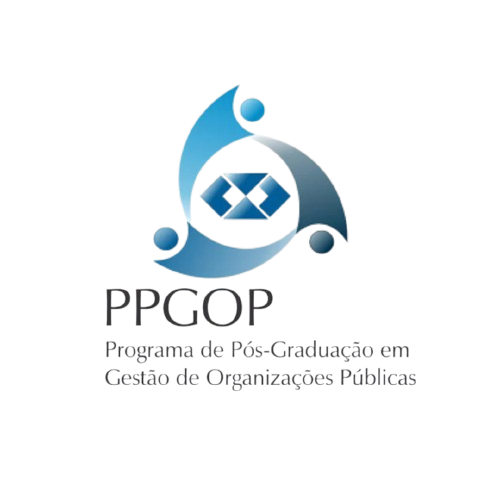 PPGOP
Programa de Pós-Graduação em
Gestão de Organizações Públicas